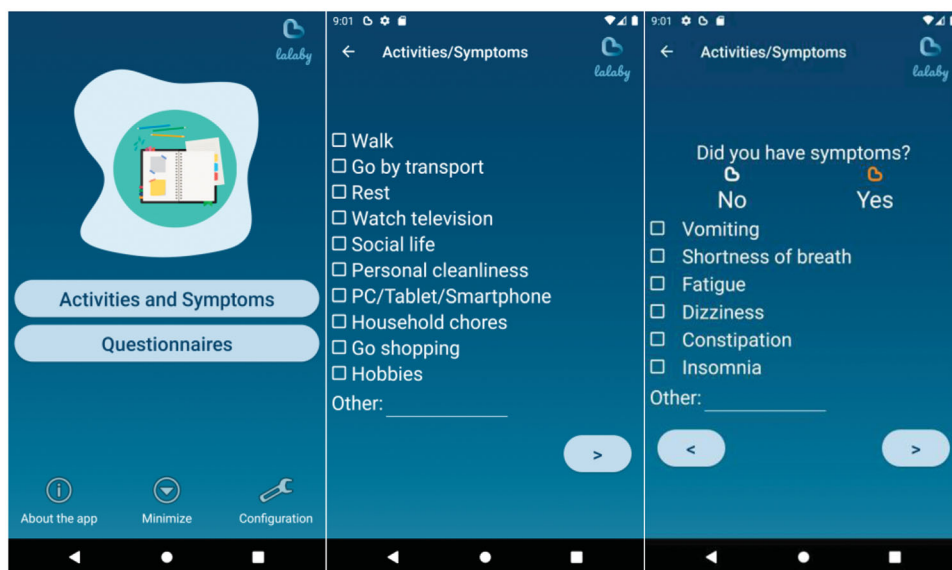 lalaby
Activities and Symptoms
Questionnaires
About the app
Minimize
Configuration
9:01
Activities/Symptoms
lalaby
Walk
Go by transport
Rest
Watch television
Social life
Personal cleanliness
PC/Tablet/Smartphone
Household chores
Go shopping
Hobbies
Other:
>
9:01
Activities/Symptoms
lalaby
Did you have symptoms?
No Yes
Vomiting
Shortness of breath
Fatigue
Dizziness
Constipation
Insomnia
Other:
< >